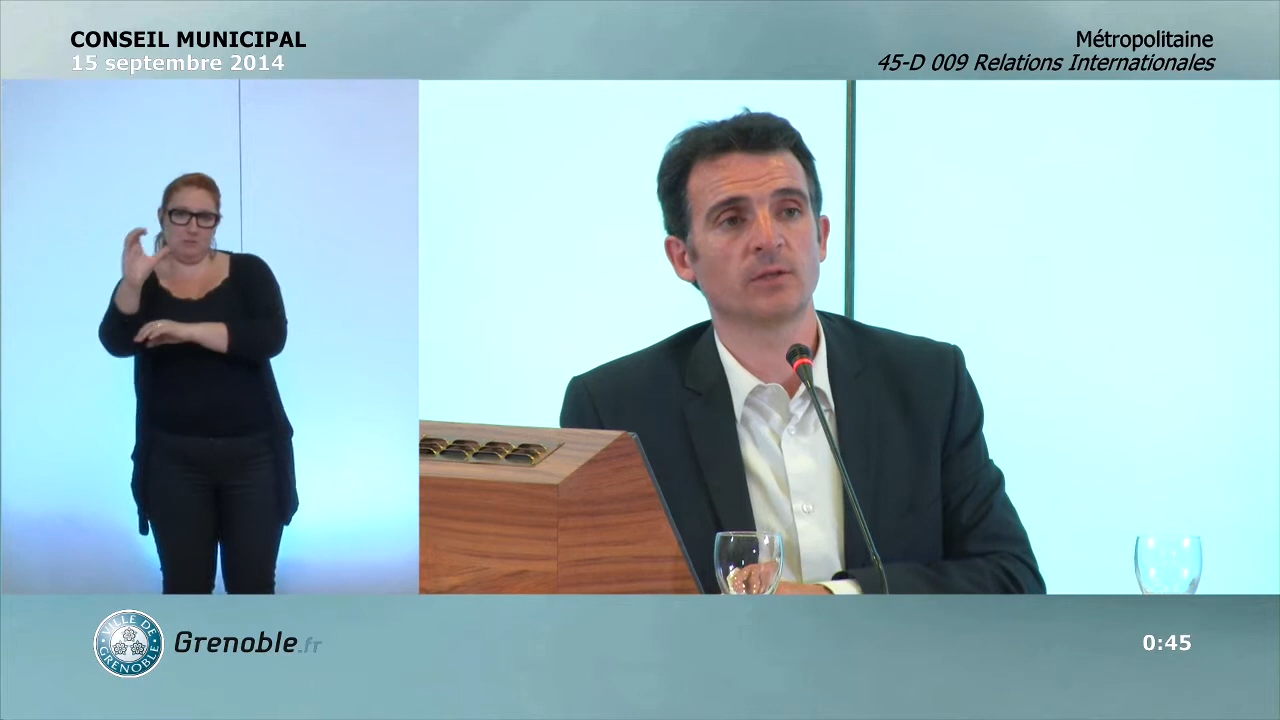 CONSEIL MUNICIPAL
15 septembre 2014
Métropolitaine
45-D 009 Relations Internationales
VILLE DE
GRENOBLE
Grenoble.fr
0:45